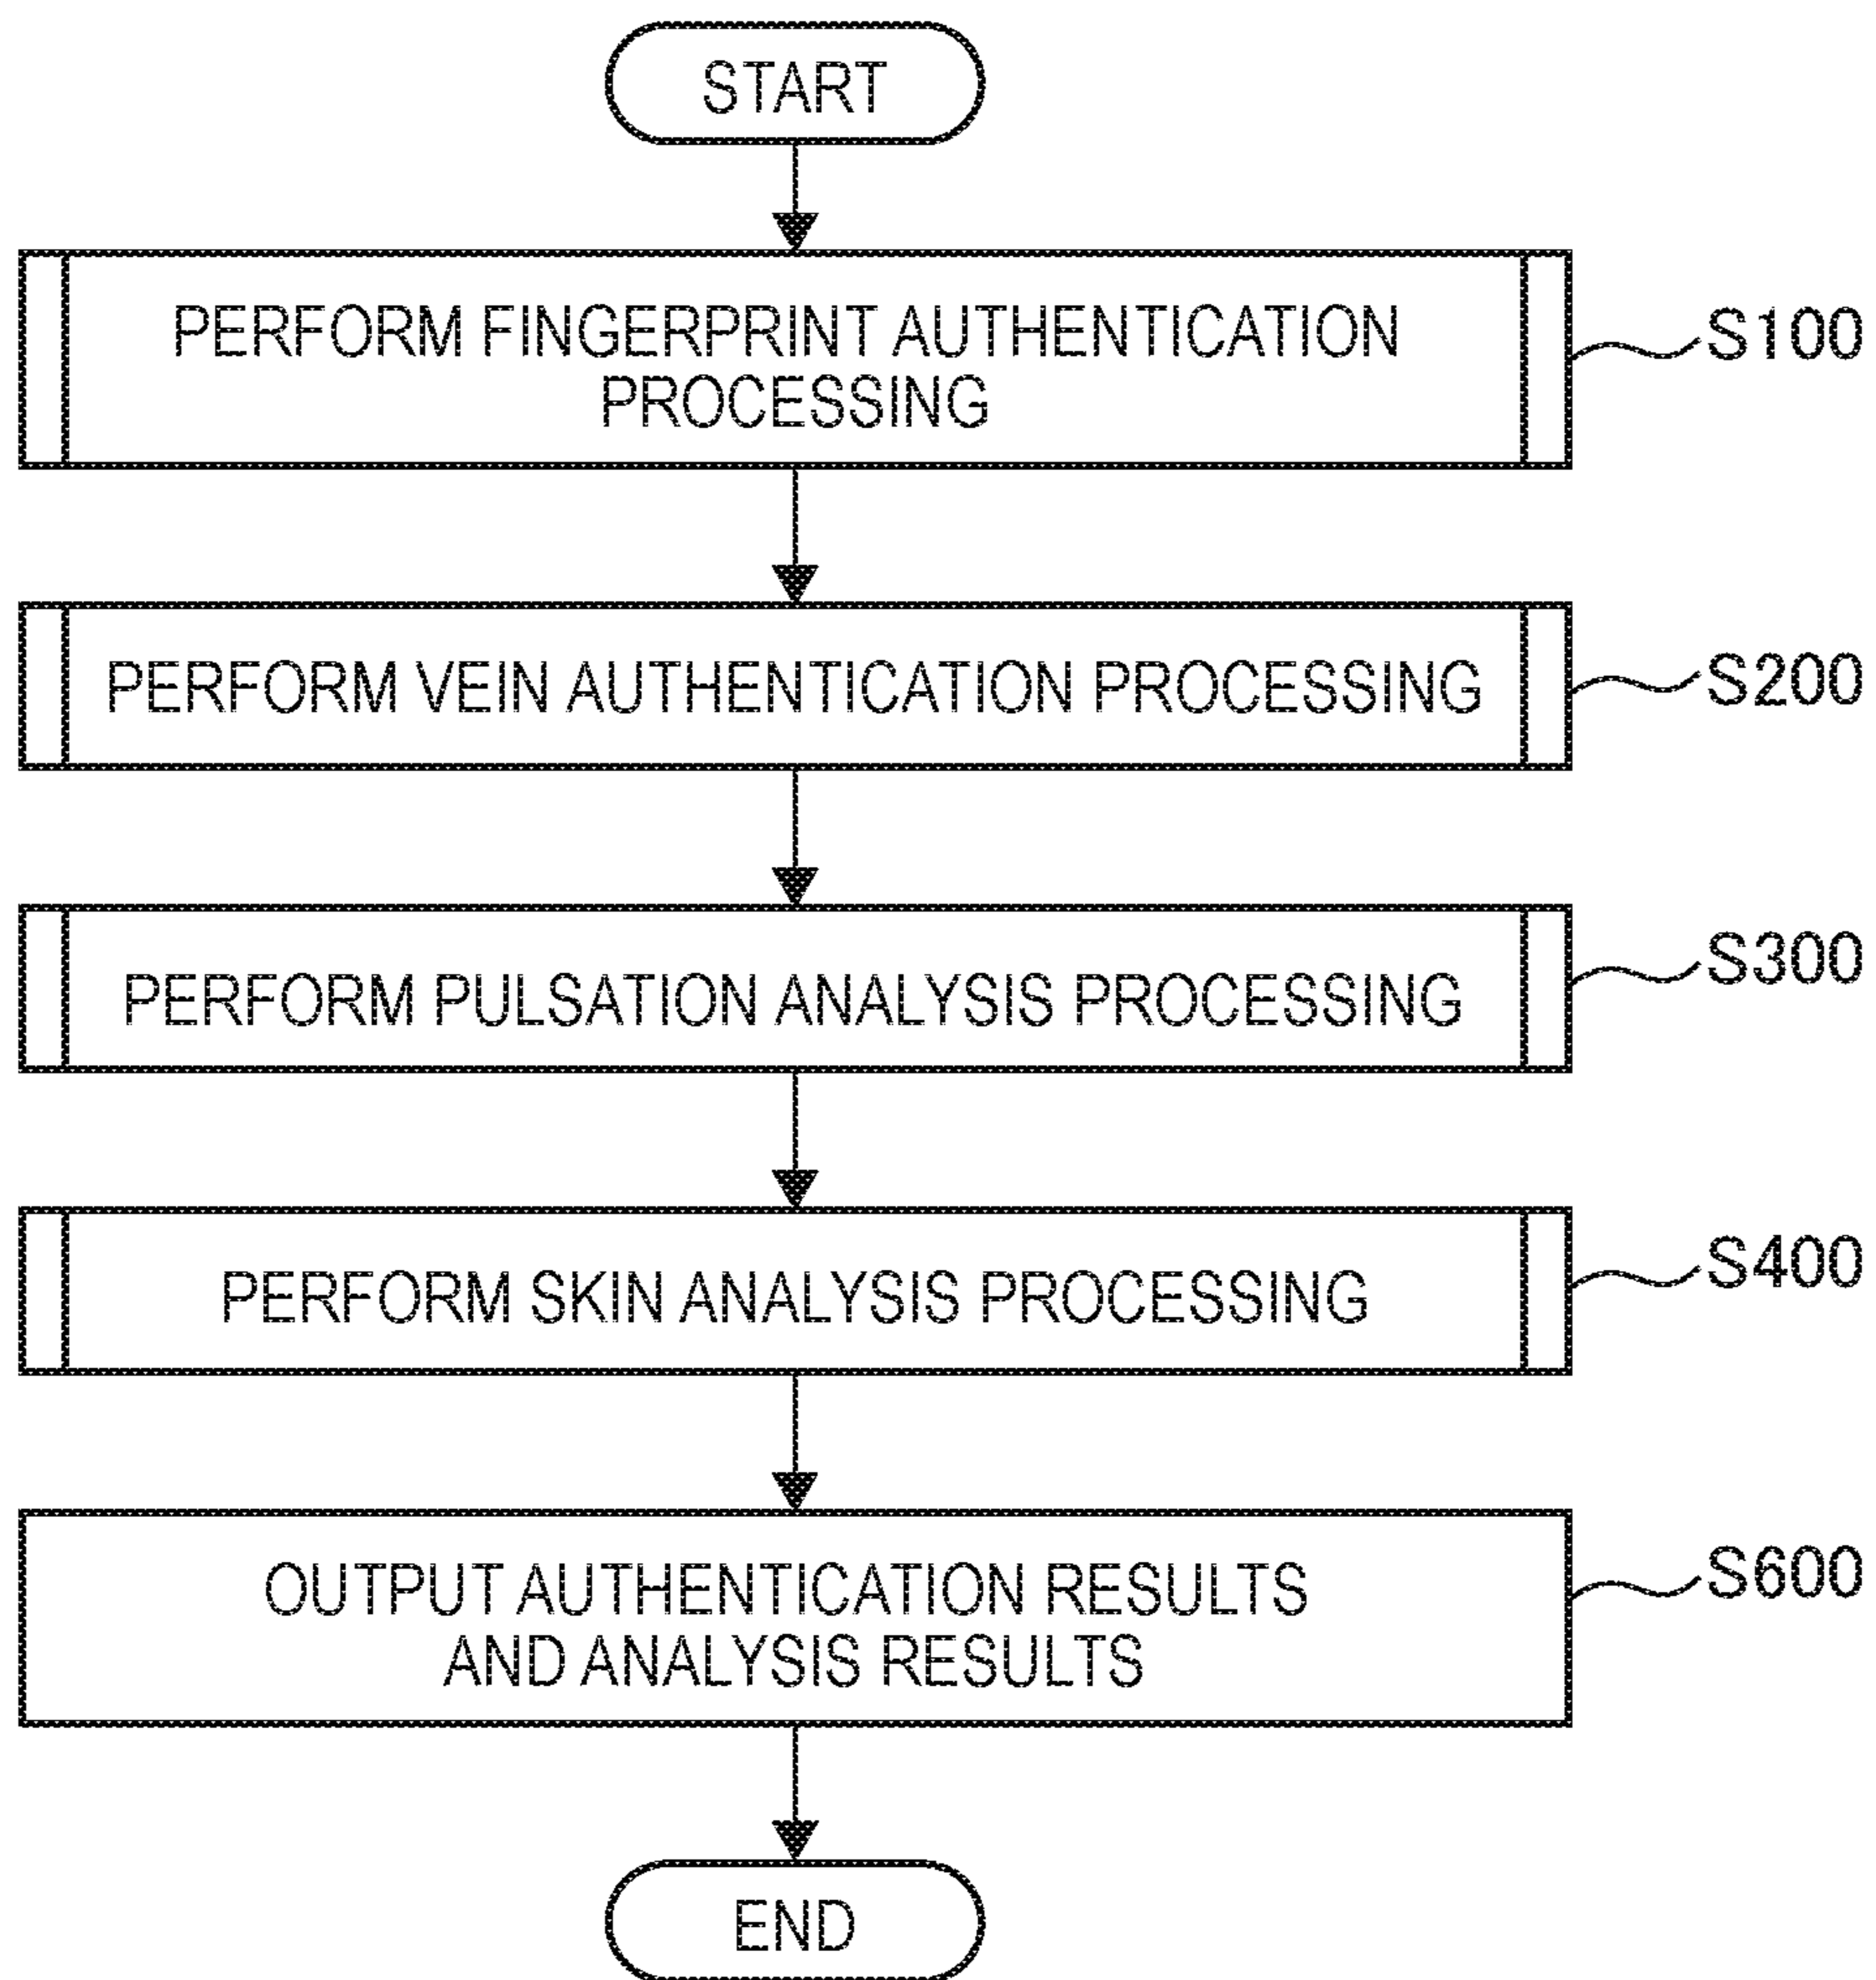 START
PERFORM FINGERPRINT AUTHENTICATION
PROCESSING
S100
PERFORM VEIN AUTHENTICATION PROCESSING
S200
PERFORM PULSATION ANALYSIS PROCESSING
S300
PERFORM SKIN ANALYSIS PROCESSING
S400
OUTPUT AUTHENTICATION RESULTS
AND ANALYSIS RESULTS
S600
END